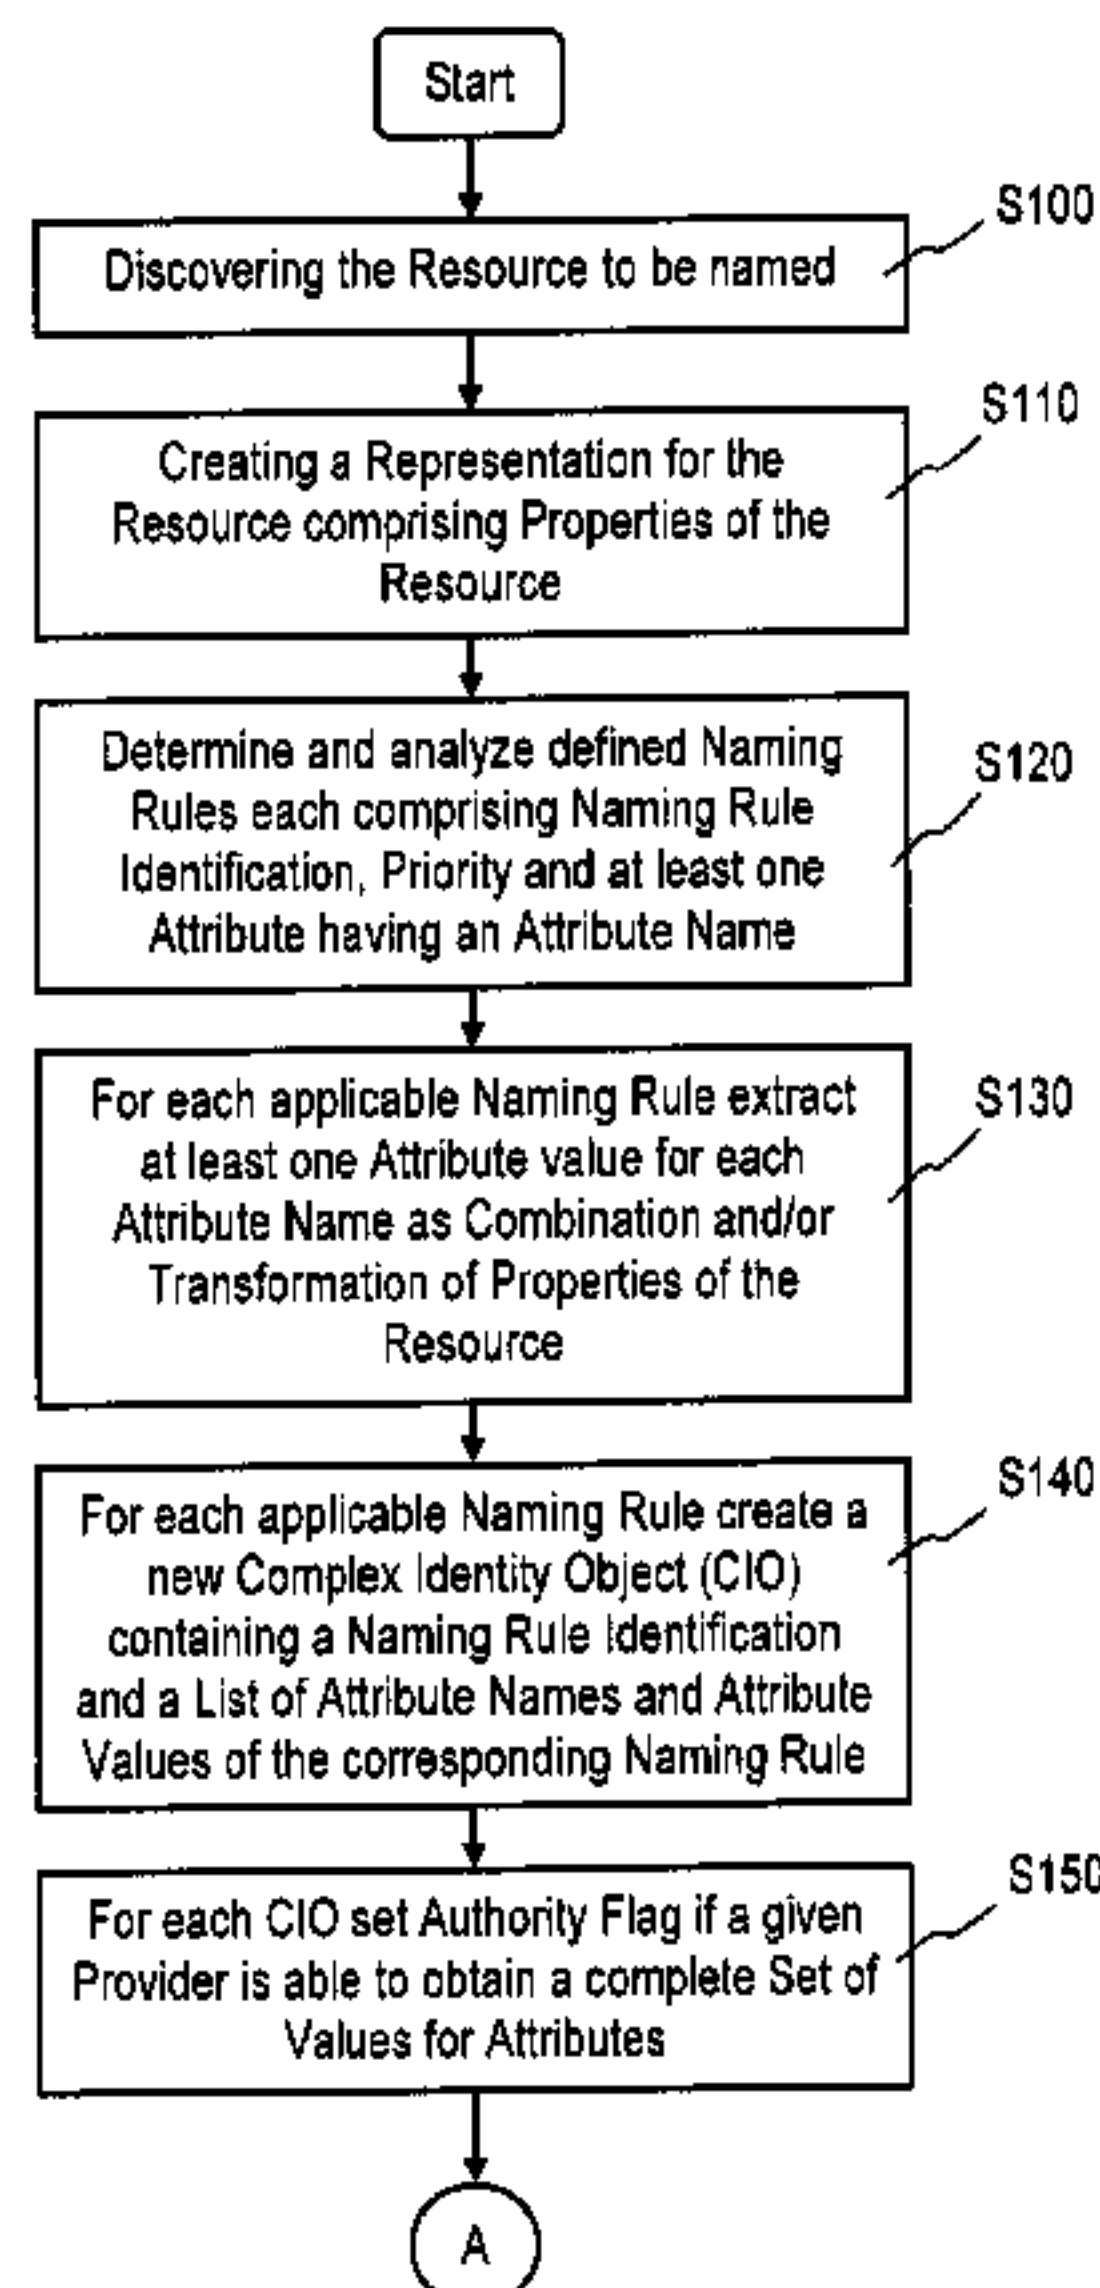 Start
S100
Discovering the Resource to be named
S110
Creating a Representation for the
Resource comprising Properties of the
Resource
Determine and analyze defined Naming
S120
Rules each comprising Naming Rule
Identification, Priority and at least one
Attribute having an Attribute Name
For each applicable Naming Rule extract
S130
at least one Attribute value for each
Attribute Name as Combination and/or
Transformation of Properties of the
Resource
S140
For each applicable Naming Rule create a
new Complex Identity Object (CIO)
containing a Naming Rule Identification
and a List of Attribute Names and Attribute
Values of the corresponding Naming Rule
S150
For each CIO set Authority Flag if a given
Provider is able to obtain a complete Set of
Values for Attributes
A